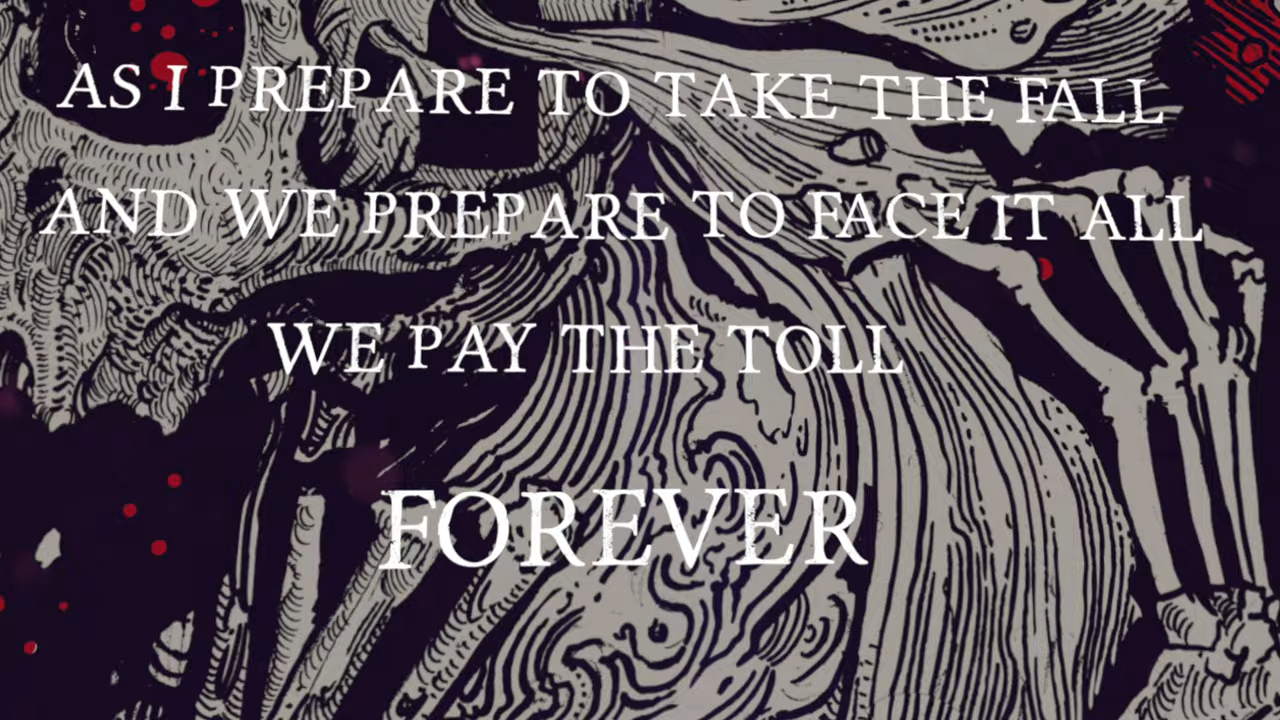 AS I PREPARE TO TAKE THE FALL
AND WE PREPARE TO FACE IT ALL
WE PAY THE TOLL
FOREVER